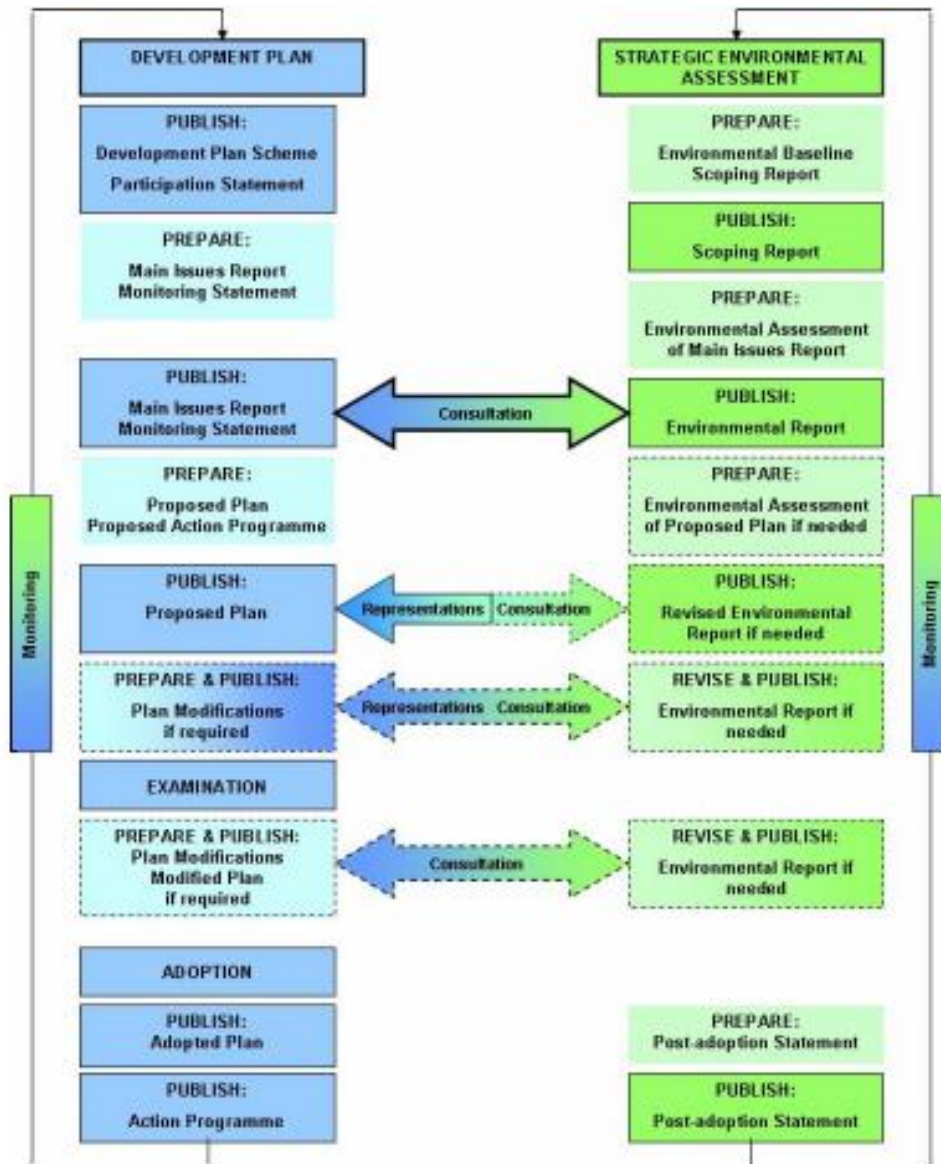 DEVELOPMENT PLAN
PUBLISH:
Development Plan Scheme
Participation Statement
PREPARE:
Main Issues Report
Monitoring Statement
PUBLISH:
Main Issues Report
Monitoring Statement
PREPARE:
Proposed Plan
Proposed Action Programme
PUBLISH:
Proposed Plan
PREPARE & PUBLISH:
Plan Modifications
if required
EXAMINATION
PREPARE & PUBLISH:
Plan Modifications
Modified Plan
if required
ADOPTION
PUBLISH:
Adopted Plan
PUBLISH:
Action Programme
Monitoring
Consultation
Representations Consultation
Representations Consultation
Consultation
STRATEGIC ENVIRONMENTAL
ASSESSMENT
PREPARE:
Environmental Baseline
Scoping Report
PUBLISH:
Scoping Report
PREPARE:
Environmental Assessment
of Main Issues Report
PUBLISH:
Environmental Report
PREPARE:
Environmental Assessment
of Proposed Plan if needed
PUBLISH:
Revised Environmental
Report if needed
REVISE & PUBLISH:
Environmental Report if
needed
REVISE & PUBLISH:
Environmental Report if
needed
PREPARE:
Post-adoption Statement
PUBLISH:
Post-adoption Statement
Monitoring